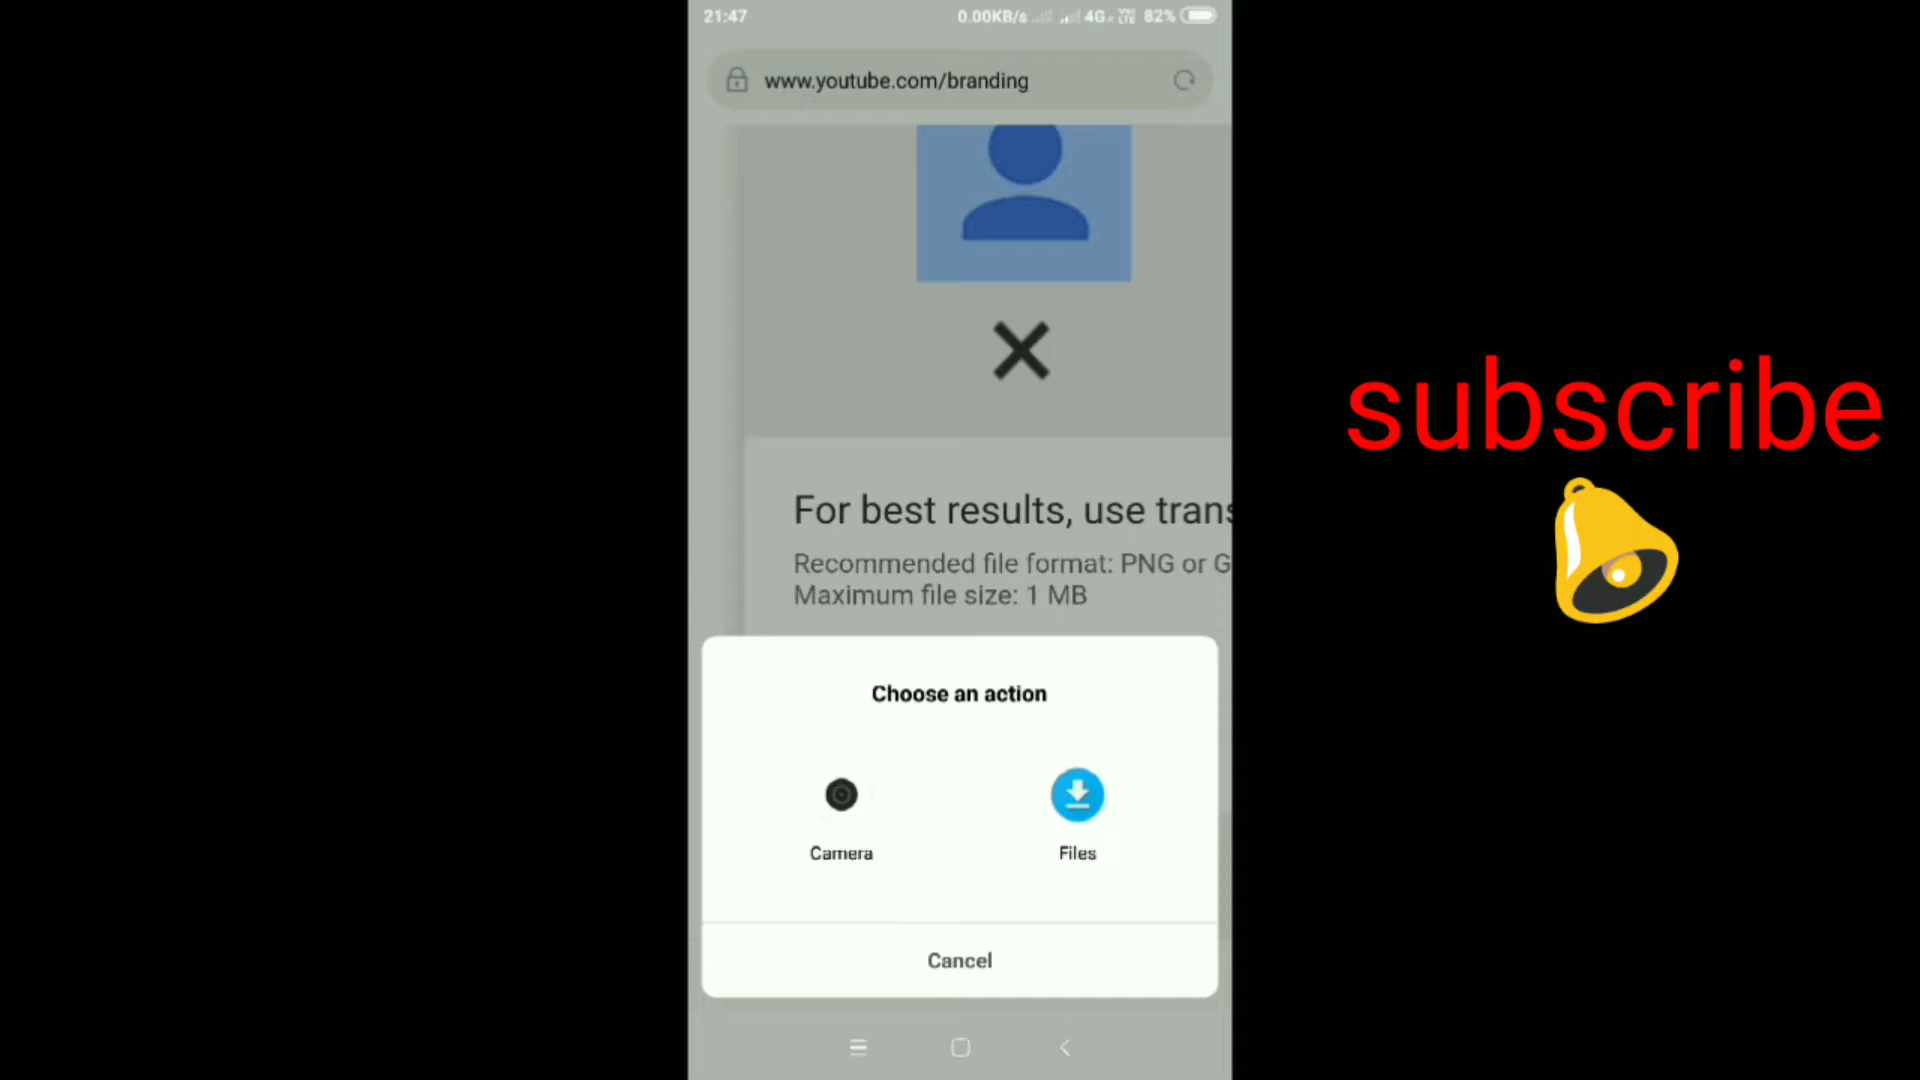 21:47
0.00KB/s 4G VoLTE 82%
www.youtube.com/branding
For best results, use trans
Recommended file format: PNG or G
Maximum file size: 1 MB
Choose an action
Camera
Files
Cancel
subscribe